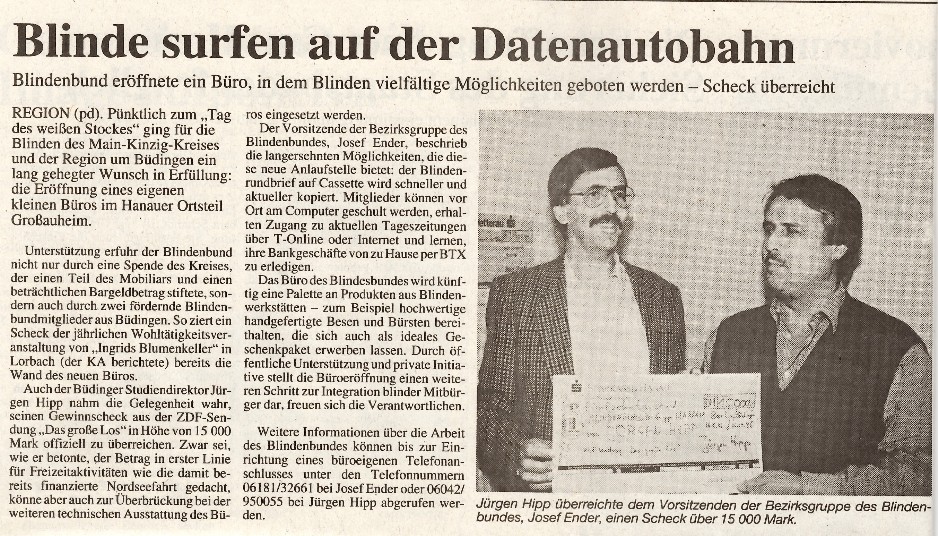 Blinde surfen auf der Datenautobahn
Blindenbund eröffnete ein Büro, in dem Blinden vielfältige Möglichkeiten geboten werden – Scheck überreicht
REGION (pd). Pünktlich zum „Tag
des weißen Stockes" ging für die
Blinden des Main-Kinzig-Kreises
und der Region um Büdingen ein
lang gehegter Wunsch in Erfüllung:
die Eröffnung eines eigenen
kleinen Büros im Hanauer Ortsteil
Großauheim.
Unterstützung erfuhr der Blindenbund
nicht nur durch eine Spende des Kreises,
der einen Teil des Mobiliars und einen
beträchtlichen Bargeldbetrag stiftete, son-
dern auch durch zwei fördernde Blinden-
bundmitglieder aus Büdingen. So ziert ein
Scheck der jährlichen Wohltätigkeitsver-
anstaltung von „Ingrids Blumenkeller" in
Lorbach (der KA berichtete) bereits die
Wand des neuen Büros.
Auch der Büdinger Studiendirektor Jür-
gen Hipp nahm die Gelegenheit wahr,
seinen Gewinnscheck aus der ZDF-Sen-
dung „Das große Los" in Höhe von 15 000
Mark offiziell zu überreichen. Zwar sei,
wie er betonte, der Betrag in erster Linie
für Freizeitaktivitäten wie die damit be-
reits finanzierte Nordseefahrt gedacht,
könne aber auch zur Überbrückung bei der
weiteren technischen Ausstattung des Bü-
ros eingesetzt werden.
Der Vorsitzende der Bezirksgruppe des
Blindenbundes, Josef Ender, beschrieb
die langersehnten Möglichkeiten, die die-
se neue Anlaufstelle bietet: der Blinden-
rundbrief auf Cassette wird schneller und
aktueller kopiert. Mitglieder können vor
Ort am Computer geschult werden, erhal-
ten Zugang zu aktuellen Tageszeitungen
über T-Online oder Internet und lernen,
ihre Bankgeschäfte von zu Hause per BTX
zu erledigen.
Das Büro des Blindesbundes wird künf-
tig eine Palette an Produkten aus Blinden-
werkstätten – zum Beispiel hochwertige
handgefertigte Besen und Bürsten berei-
thalten, die sich auch als ideales Ge-
schenkpaket erwerben lassen. Durch öf-
fentliche Unterstützung und private Initia-
tive stellt die Büroeröffnung einen weite-
ren Schritt zur Integration blinder Mitbür-
ger dar, freuen sich die Verantwortlichen.
Weitere Informationen über die Arbeit
des Blindenbundes können bis zur Ein-
richtung eines büroeigenen Telefonan-
schlusses unter den Telefonnummern
06181/32661 bei Josef Ender oder 06042/
950055 bei Jürgen Hipp abgerufen wer-
den.
Jürgen Hipp
Jürgen Hipp überreichte dem Vorsitzenden der Bezirksgruppe des Blinden-
bundes, Josef Ender, einen Scheck über 15 000 Mark.